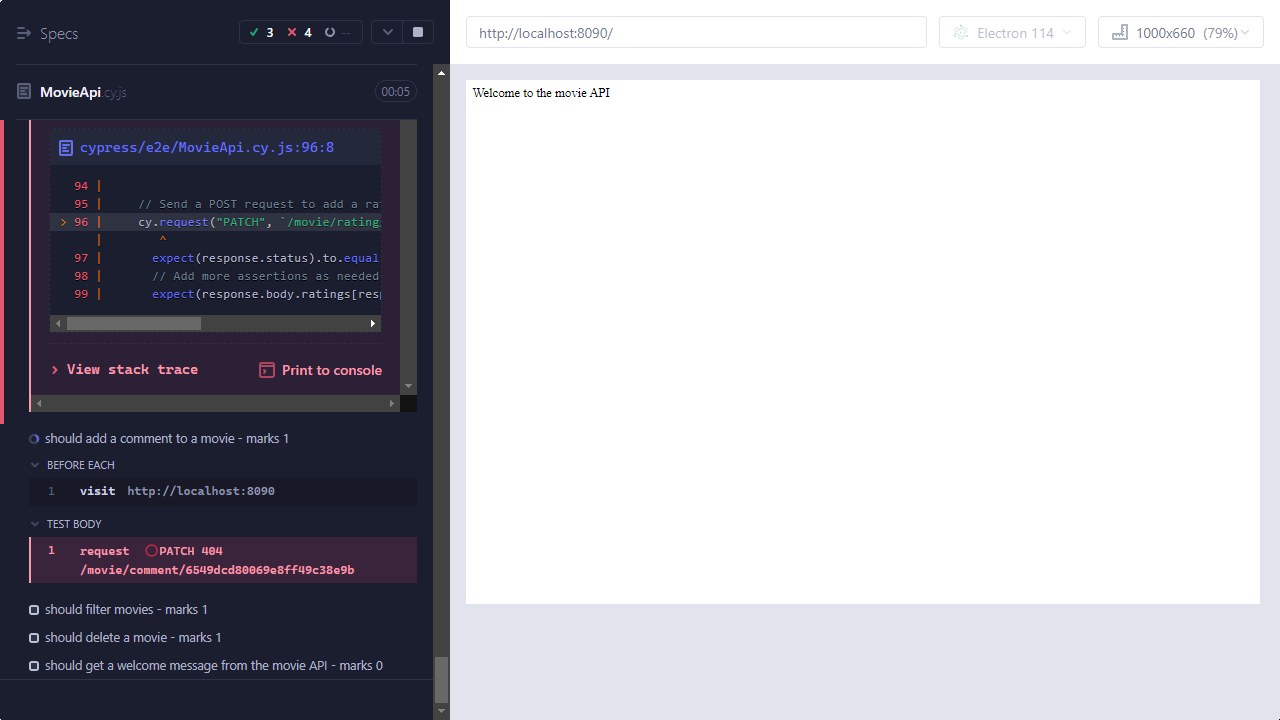 Specs
3
4
--
http://localhost:8090/
Electron 114
1000x660 (79%)
MovieApi.cy.js
00:05
cypress/e2e/MovieApi.cy.js:96:8
94 |
95 | // Send a POST request to add a
> 96 | cy.request("PATCH", `/movie/rating
| ^
97 | expect(response.status).to.equal
98 | // Add more assertions as needed
99 | expect(response.body.ratings[
View stack trace
Print to console
should add a comment to a movie - marks 1
BEFORE EACH
1 visit http://localhost:8090
TEST BODY
1 request PATCH 404
/movie/comment/6549dcd80069e8ff49c38e9b
should filter movies - marks 1
should delete a movie - marks 1
should get a welcome message from the movie API - marks 0
Welcome to the movie API